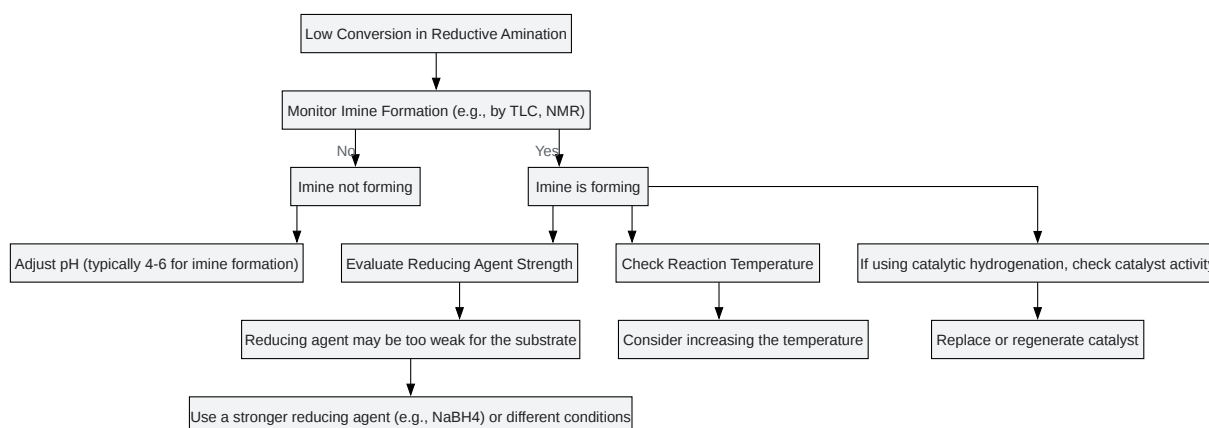 Low Conversion in Reductive Amination
Monitor Imine Formation (e.g., by TLC, NMR)
No
Yes
Imine not forming
Imine is forming
Adjust pH (typically 4-6 for imine formation)
Evaluate Reducing Agent Strength
Check Reaction Temperature
If using catalytic hydrogenation, check catalyst activity
Reducing agent may be too weak for the substrate
Consider increasing the temperature
Replace or regenerate catalyst
Use a stronger reducing agent (e.g., NaBH4) or different conditions